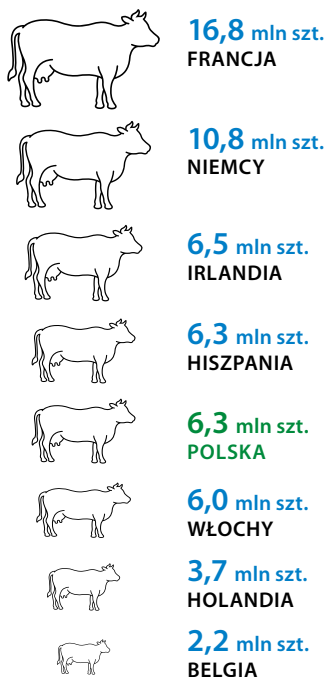 16,8 mln szt.
FRANCJA
10,8 mln szt.
NIEMCY
6,5 mln szt.
IRLANDIA
6,3 mln szt.
HISZPANIA
6,3 mln szt.
POLSKA
6,0 mln szt.
WŁOCHY
3,7 mln szt.
HOLANDIA
2,2 mln szt.
BELGIA